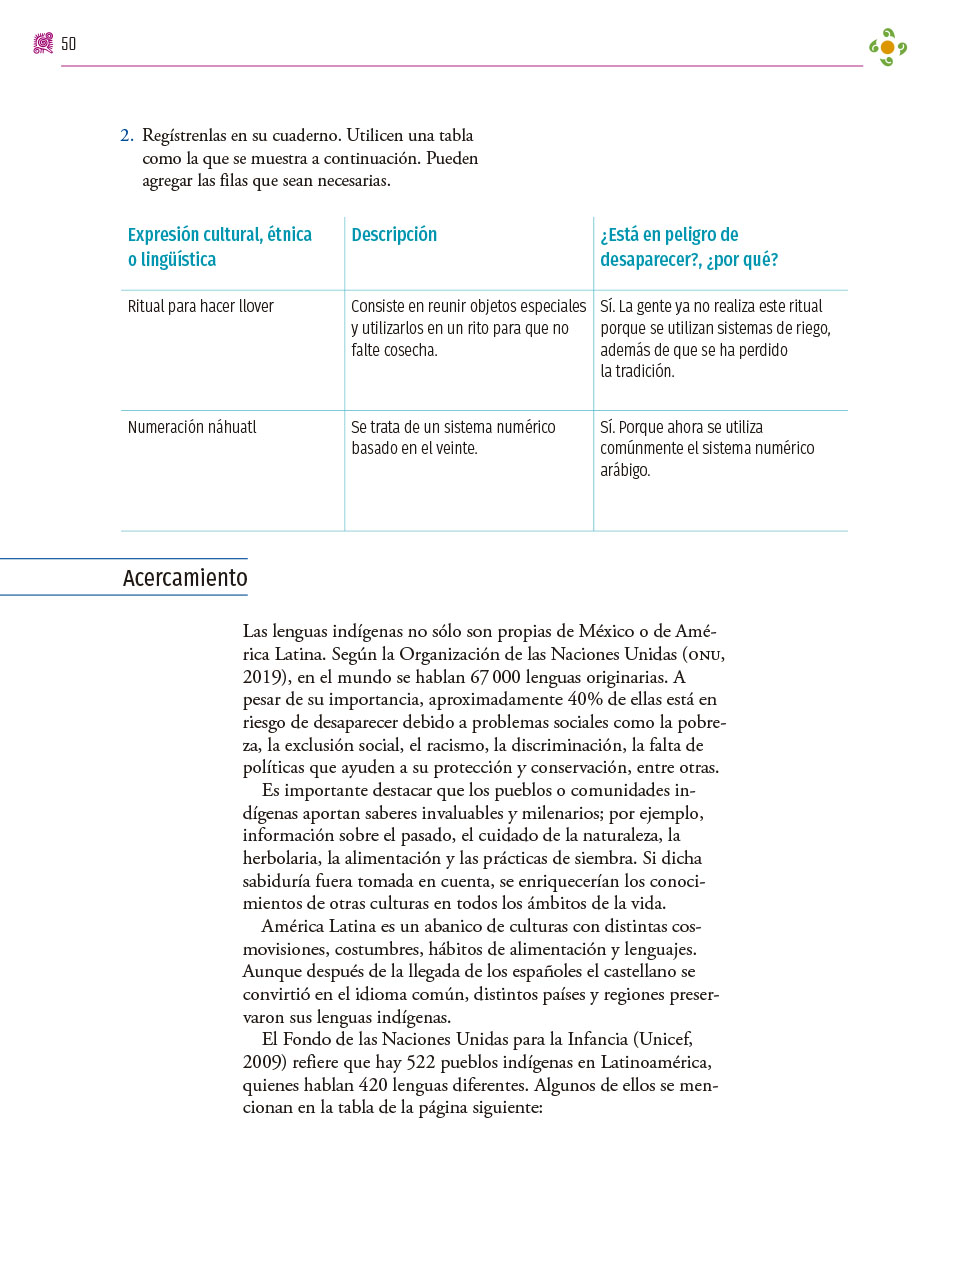 50
2. Regístrenlas en su cuaderno. Utilicen una tabla
como la que se muestra a continuación. Pueden
agregar las filas que sean necesarias.
Expresión cultural, étnica
o lingüística
Descripción
¿Está en peligro de
desaparecer?, ¿por qué?
Ritual para hacer llover
Consiste en reunir objetos especiales
y utilizarlos en un rito para que no
falte cosecha.
Sí. La gente ya no realiza este ritual
porque se utilizan sistemas de riego,
además de que se ha perdido
la tradición.
Numeración náhuatl
Se trata de un sistema numérico
basado en el veinte.
Sí. Porque ahora se utiliza
comúnmente el sistema numérico
arábigo.
Acercamiento
Las lenguas indígenas no sólo son propias de México o de Amé-
rica Latina. Según la Organización de las Naciones Unidas (ONU,
2019), en el mundo se hablan 67 000 lenguas originarias. A
pesar de su importancia, aproximadamente 40% de ellas está en
riesgo de desaparecer debido a problemas sociales como la pobre-
za, la exclusión social, el racismo, la discriminación, la falta de
políticas que ayuden a su protección y conservación, entre otras.
Es importante destacar que los pueblos o comunidades in-
dígenas aportan saberes invaluables y milenarios; por ejemplo,
información sobre el pasado, el cuidado de la naturaleza, la
herbolaria, la alimentación y las prácticas de siembra. Si dicha
sabiduría fuera tomada en cuenta, se enriquecerían los conoci-
mientos de otras culturas en todos los ámbitos de la vida.
América Latina es un abanico de culturas con distintas cos-
movisiones, costumbres, hábitos de alimentación y lenguajes.
Aunque después de la llegada de los españoles el castellano se
convirtió en el idioma común, distintos países y regiones preser-
varon sus lenguas indígenas.
El Fondo de las Naciones Unidas para la Infancia (Unicef,
2009) refiere que hay 522 pueblos indígenas en Latinoamérica,
quienes hablan 420 lenguas diferentes. Algunos de ellos se men-
cionan en la tabla de la página siguiente: